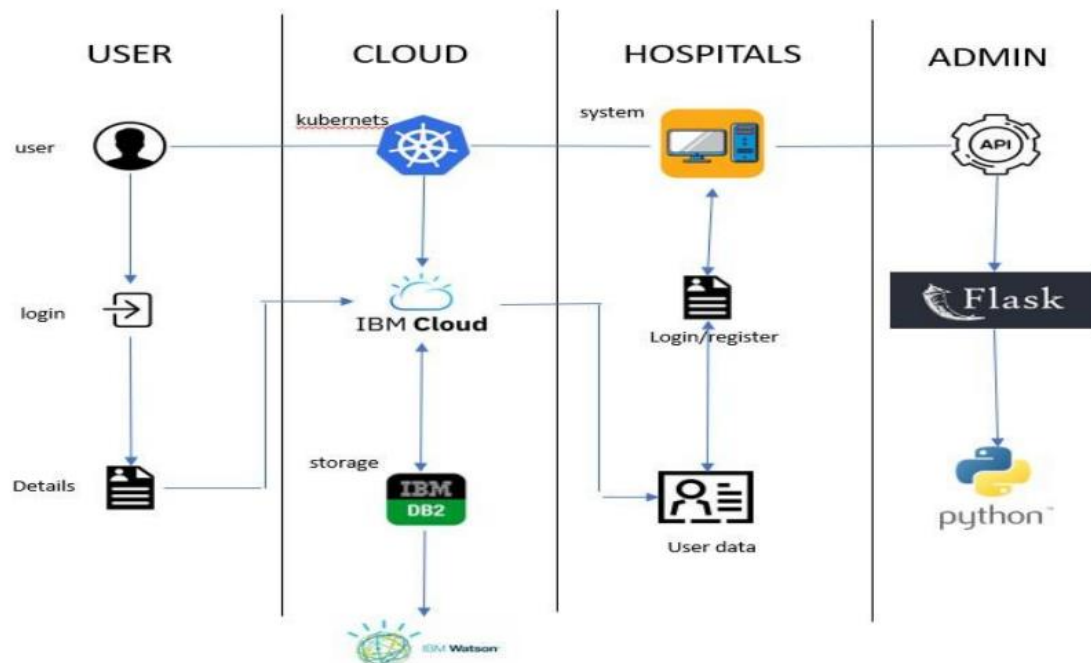 USER
CLOUD
HOSPITALS
ADMIN
user
kubernets
system
API
login
IBM Cloud
Login/register
Flask
Details
storage
IBM
DB2
User data
python™
IBM Watson